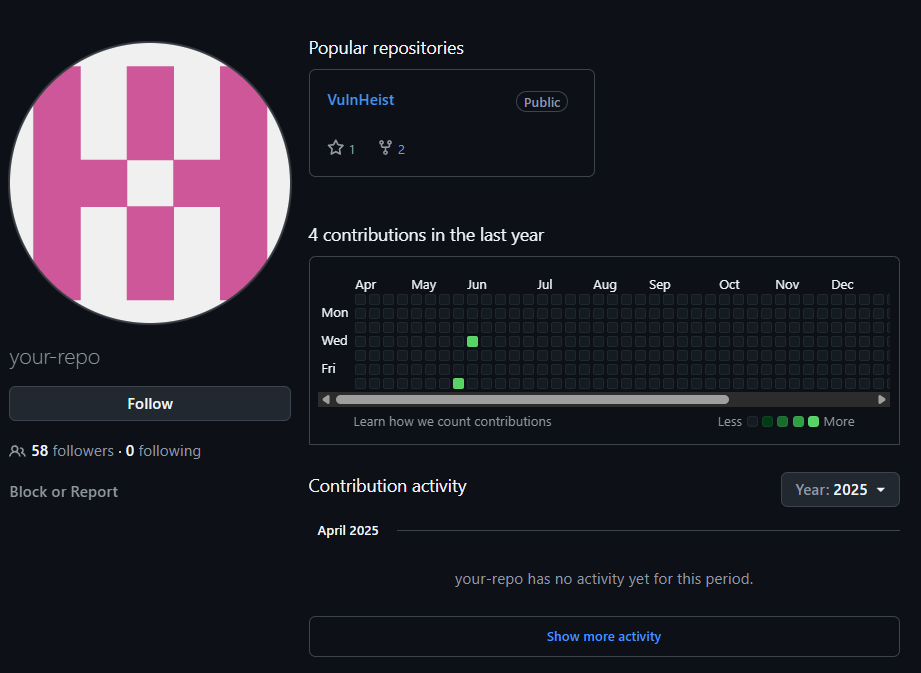 Popular repositories
VulnHeist
Public
1 2
4 contributions in the last year
Apr May Jun Jul Aug Sep Oct Nov Dec
Mon
Wed
Fri
Learn how we count contributions
Less More
your-repo
Follow
58 followers · 0 following
Block or Report
Contribution activity
Year: 2025
April 2025
your-repo has no activity yet for this period.
Show more activity